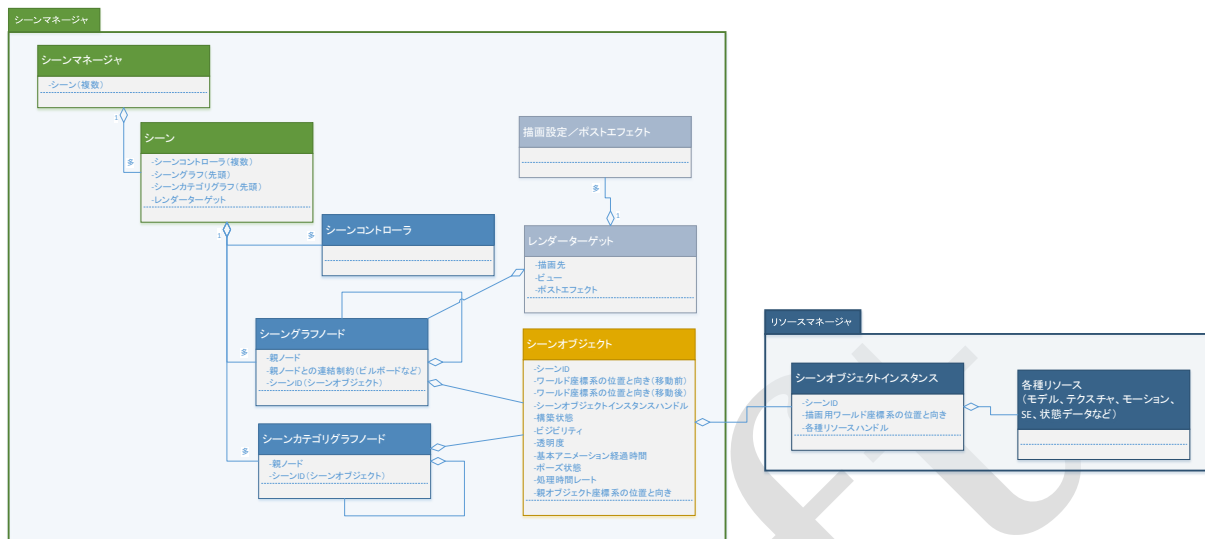 シーンマネージャ
シーンマネージャ
-シーン(複数)
1
多
シーン
-シーンコントローラ(複数)
-シーングラフ(先頭)
-シーンカテゴリグラフ(先頭)
-レンダーターゲット
1
多
シーンコントローラ
描画設定／ポストエフェクト
多
1
レンダーターゲット
-描画先
-ビュー
-ポストエフェクト
多
シーングラフノード
-親ノード
-親ノードとの連結制約(ビルボードなど)
-シーンID(シーンオブジェクト)
多
シーンカテゴリグラフノード
-親ノード
-シーンID(シーンオブジェクト)
シーンオブジェクト
-シーンID
-ワールド座標系の位置と向き(移動前)
-ワールド座標系の位置と向き(移動後)
-シーンオブジェクトインスタンスハンドル
-構築状態
-ビジビリティ
-透明度
-基本アニメーション経過時間
-ポーズ状態
-処理時間レート
-親オブジェクト座標系の位置と向き
リソースマネージャ
シーンオブジェクトインスタンス
-シーンID
-描画用ワールド座標系の位置と向き
-各種リソースハンドル
各種リソース
(モデル、テクスチャ、モーション、
SE、状態データなど)